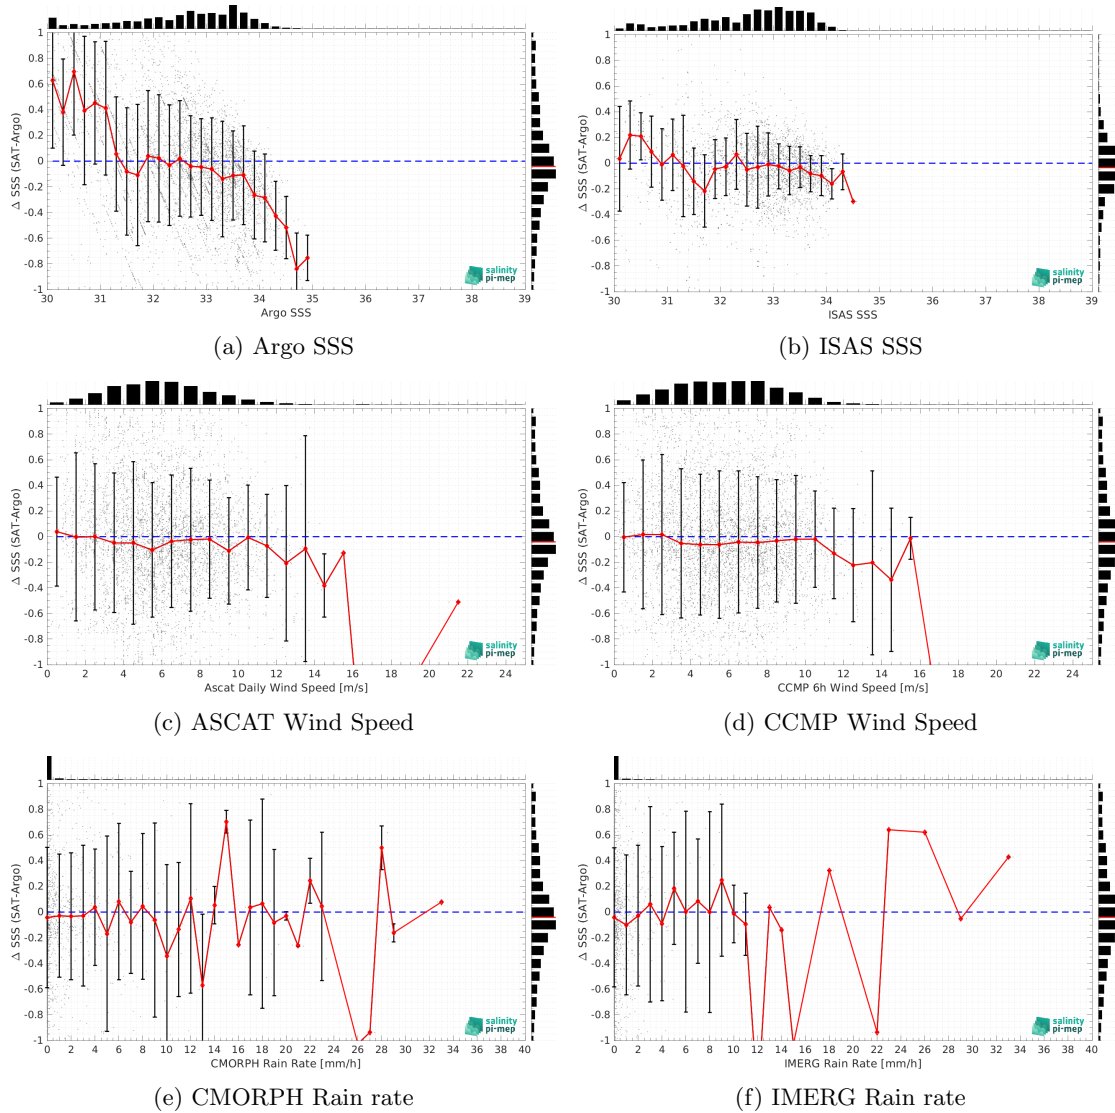 1
0.8
0.6
0.4
0.2
0
-0.2
-0.4
-0.6
-0.8
-1
Δ SSS (SAT-Argo)
30 31 32 33 34 35 36 37 38 39
Argo SSS
salinity
pi-mep
(a) Argo SSS
1
0.8
0.6
0.4
0.2
0
-0.2
-0.4
-0.6
-0.8
-1
Δ SSS (SAT-Argo)
30 31 32 33 34 35 36 37 38 39
ISAS SSS
salinity
pi-mep
(b) ISAS SSS
1
0.8
0.6
0.4
0.2
0
-0.2
-0.4
-0.6
-0.8
-1
Δ SSS (SAT-Argo)
0 2 4 6 8 10 12 14 16 18 20 22 24
Ascat Daily Wind Speed [m/s]
salinity
pi-mep
(c) ASCAT Wind Speed
1
0.8
0.6
0.4
0.2
0
-0.2
-0.4
-0.6
-0.8
-1
Δ SSS (SAT-Argo)
0 2 4 6 8 10 12 14 16 18 20 22 24
CCMP 6h Wind Speed [m/s]
salinity
pi-mep
(d) CCMP Wind Speed
1
0.8
0.6
0.4
0.2
0
-0.2
-0.4
-0.6
-0.8
-1
Δ SSS (SAT-Argo)
0 2 4 6 8 10 12 14 16 18 20 22 24 26 28 30 32 34 36 38 40
CMORPH Rain Rate [mm/h]
salinity
pi-mep
(e) CMORPH Rain rate
1
0.8
0.6
0.4
0.2
0
-0.2
-0.4
-0.6
-0.8
-1
Δ SSS (SAT-Argo)
0 2 4 6 8 10 12 14 16 18 20 22 24 26 28 30 32 34 36 38 40
IMERG Rain Rate [mm/h]
salinity
pi-mep
(f) IMERG Rain rate